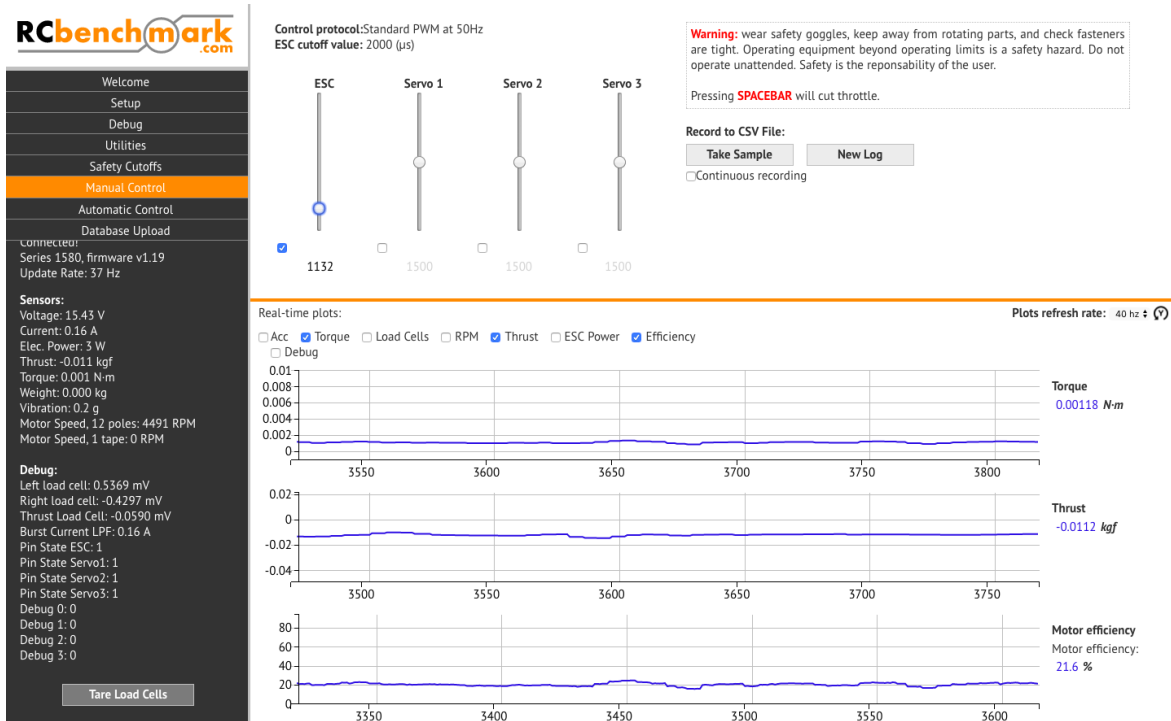 RCbenchmark
.com
Welcome
Setup
Debug
Utilities
Safety Cutoffs
Manual Control
Automatic Control
Database Upload
Connected!
Series 1580, firmware v1.19
Update Rate: 37 Hz
Sensors:
Voltage: 15.43 V
Current: 0.16 A
Elec. Power: 3 W
Thrust: -0.011 kgf
Torque: 0.001 N·m
Weight: 0.000 kg
Vibration: 0.2 g
Motor Speed, 12 poles: 4491 RPM
Motor Speed, 1 tape: 0 RPM
Debug:
Left load cell: 0.5369 mV
Right load cell: -0.4297 mV
Thrust Load Cell: -0.0590 mV
Burst Current LPF: 0.16 A
Pin State ESC: 1
Pin State Servo1: 1
Pin State Servo2: 1
Pin State Servo3: 1
Debug 0: 0
Debug 1: 0
Debug 2: 0
Debug 3: 0
Tare Load Cells
Control protocol:Standard PWM at 50Hz
ESC cutoff value: 2000 (µs)
ESC Servo 1 Servo 2 Servo 3
1132 1500 1500 1500
Warning: wear safety goggles, keep away from rotating parts, and check fasteners
are tight. Operating equipment beyond operating limits is a safety hazard. Do not
operate unattended. Safety is the reponsability of the user.
Pressing SPACEBAR will cut throttle.
Record to CSV File:
Take Sample New Log
Continuous recording
Real-time plots: Plots refresh rate: 40 hz
Acc Torque Load Cells RPM Thrust ESC Power Efficiency
Debug
0.01
0.008
0.006
0.004
0.002
0
3550 3600 3650 3700 3750 3800
Torque
0.00118 N·m
0.02
0
-0.02
-0.04
3500 3550 3600 3650 3700 3750
Thrust
-0.0112 kgf
80
60
40
20
0
3350 3400 3450 3500 3550 3600
Motor efficiency
Motor efficiency:
21.6 %